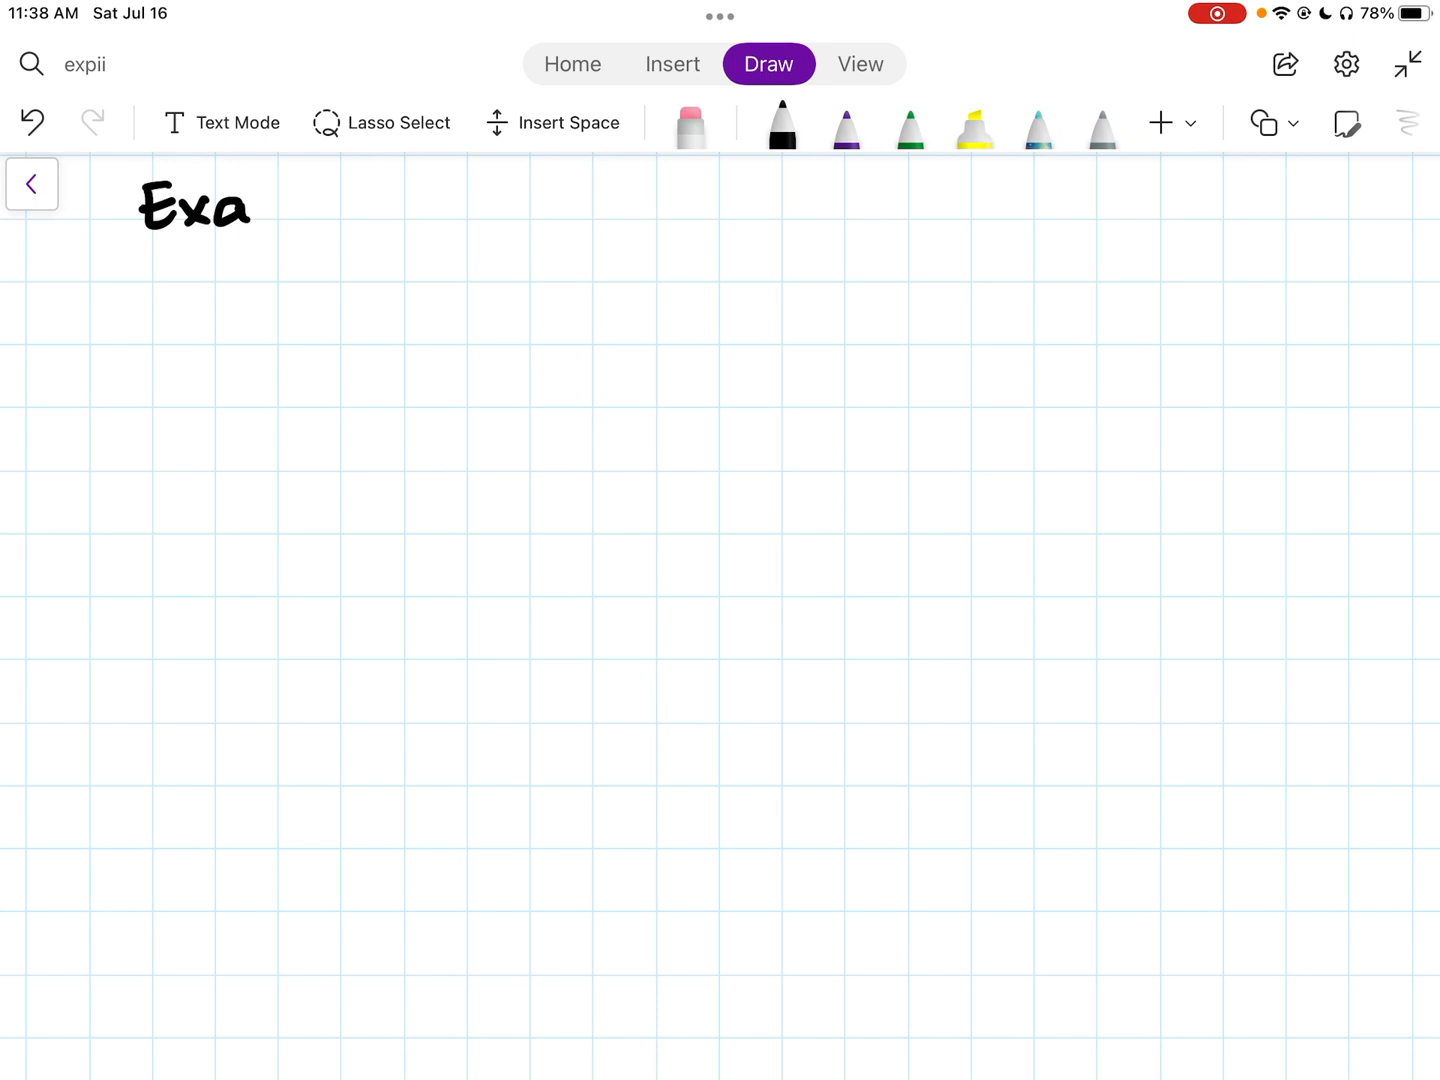 11:38 AM Sat Jul 16 78%
expii Home Insert Draw View
Text Mode Lasso Select Insert Space
Exa